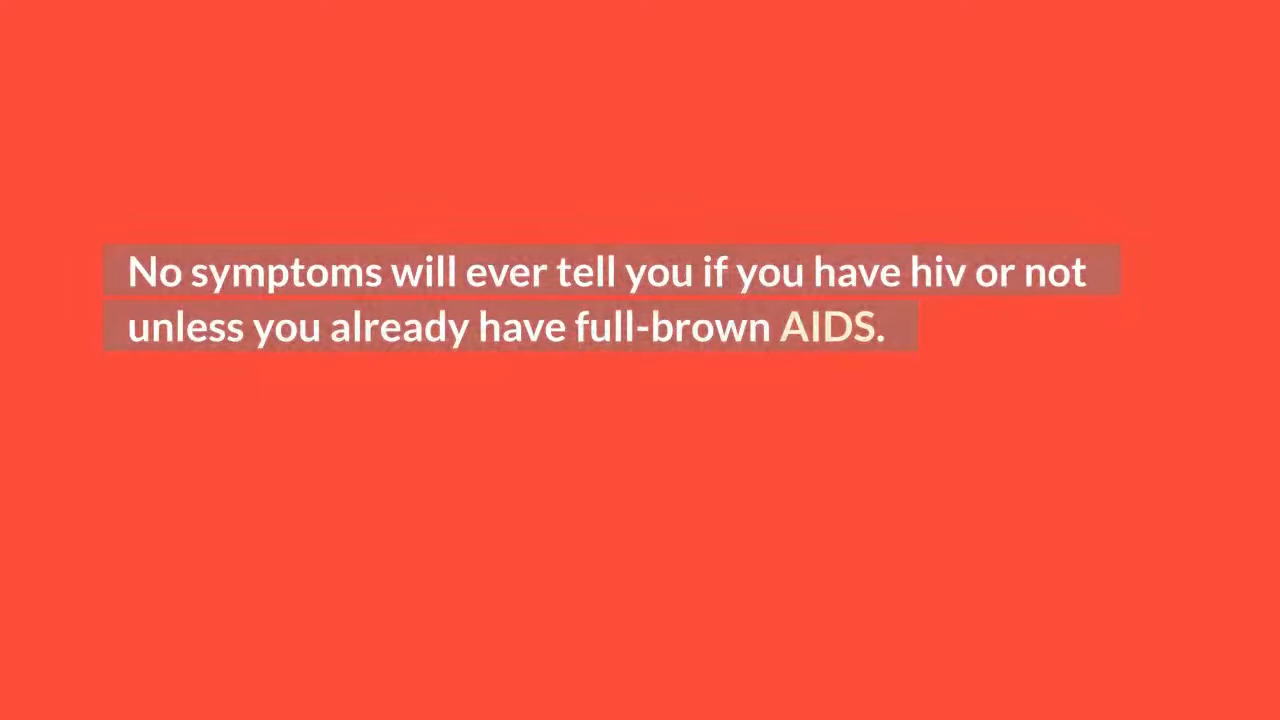 No symptoms will ever tell you if you have hiv or not
unless you already have full-brown AIDS.